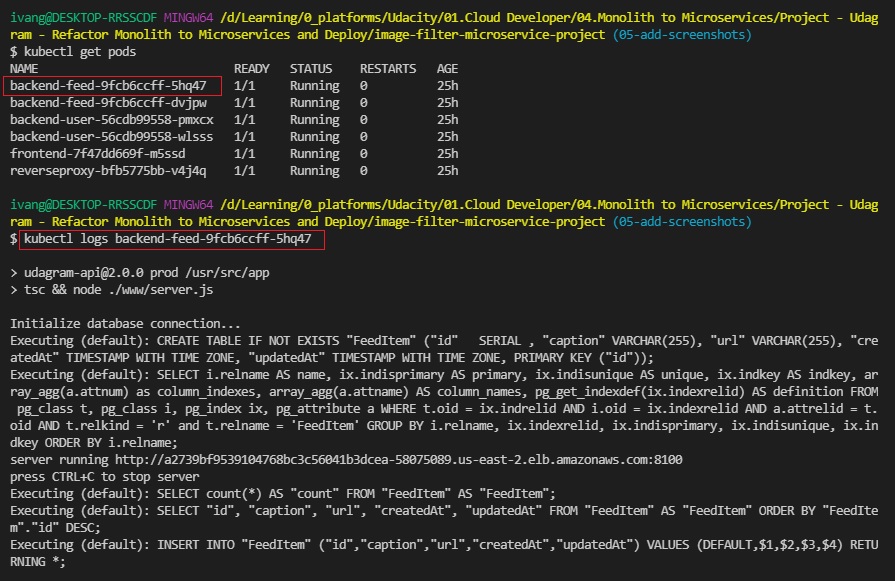 ivang@DESKTOP-RRSSCDF MINGW64 /d/Learning/0_platforms/Udacity/01.Cloud Developer/04.Monolith to Microservices/Project - Udag
ram - Refactor Monolith to Microservices and Deploy/image-filter-microservice-project (05-add-screenshots)
$ kubectl get pods
NAME READY STATUS RESTARTS AGE
backend-feed-9fcb6ccff-5hq47 1/1 Running 0 25h
backend-feed-9fcb6ccff-dvjpw 1/1 Running 0 25h
backend-user-56cdb99558-pmxcx 1/1 Running 0 25h
backend-user-56cdb99558-wlsss 1/1 Running 0 25h
frontend-7f47dd669f-m5ssd 1/1 Running 0 25h
reverseproxy-bfb5775bb-v4j4q 1/1 Running 0 25h
ivang@DESKTOP-RRSSCDF MINGW64 /d/Learning/0_platforms/Udacity/01.Cloud Developer/04.Monolith to Microservices/Project - Udag
ram - Refactor Monolith to Microservices and Deploy/image-filter-microservice-project (05-add-screenshots)
$ kubectl logs backend-feed-9fcb6ccff-5hq47
> udagram-api@2.0.0 prod /usr/src/app
> tsc && node ./www/server.js
Initialize database connection...
Executing (default): CREATE TABLE IF NOT EXISTS "FeedItem" ("id"   SERIAL , "caption" VARCHAR(255), "url" VARCHAR(255), "cre
atedAt" TIMESTAMP WITH TIME ZONE, "updatedAt" TIMESTAMP WITH TIME ZONE, PRIMARY KEY ("id"));
Executing (default): SELECT i.relname AS name, ix.indisprimary AS primary, ix.indisunique AS unique, ix.indkey AS indkey, ar
ray_agg(a.attnum) as column_indexes, array_agg(a.attname) AS column_names, pg_get_indexdef(ix.indexrelid) AS definition FROM
 pg_class t, pg_class i, pg_index ix, pg_attribute a WHERE t.oid = ix.indrelid AND i.oid = ix.indexrelid AND a.attrelid = t.
oid AND t.relkind = 'r' and t.relname = 'FeedItem' GROUP BY i.relname, ix.indexrelid, ix.indisprimary, ix.indisunique, ix.in
dkey ORDER BY i.relname;
server running http://a2739bf9539104768bc3c56041b3dcea-58075089.us-east-2.elb.amazonaws.com:8100
press CTRL+C to stop server
Executing (default): SELECT count(*) AS "count" FROM "FeedItem" AS "FeedItem";
Executing (default): SELECT "id", "caption", "url", "createdAt", "updatedAt" FROM "FeedItem" AS "FeedItem" ORDER BY "FeedIte
m"."id" DESC;
Executing (default): INSERT INTO "FeedItem" ("id","caption","url","createdAt","updatedAt") VALUES (DEFAULT,$1,$2,$3,$4) RETU
RNING *;